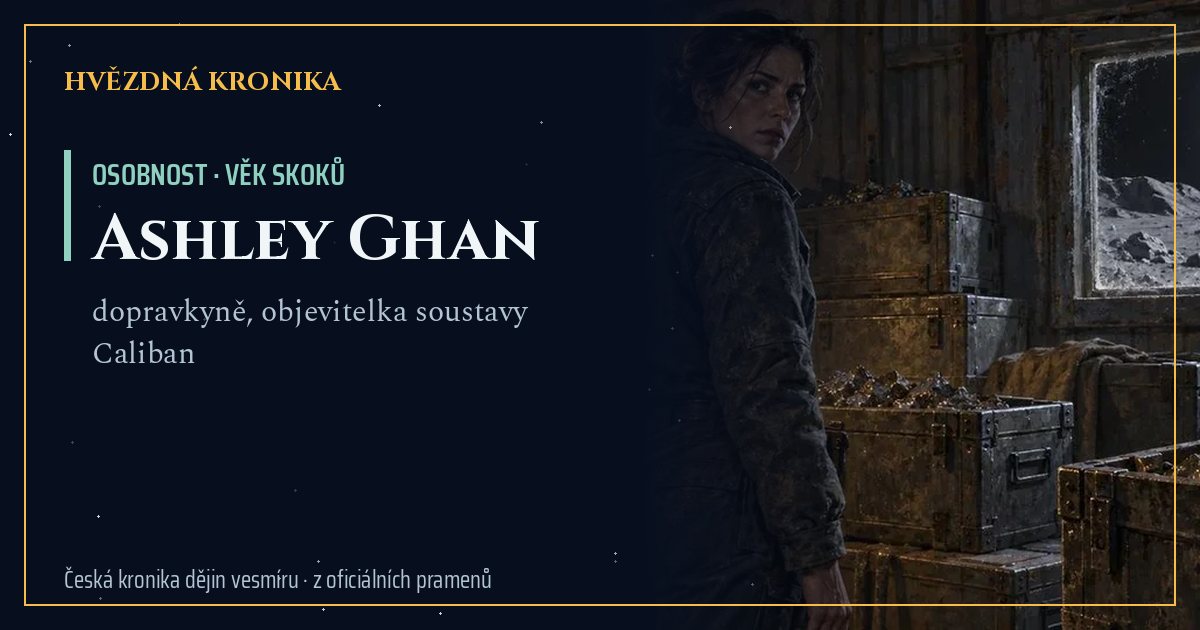 HVĚZDNÁ KRONIKA
OSOBNOST · VĚK SKOKŮ
ASHLEY GHAN
dopravkyně, objevitelka soustavy
Caliban
Česká kronika dějin vesmíru · z oficiálních pramenů